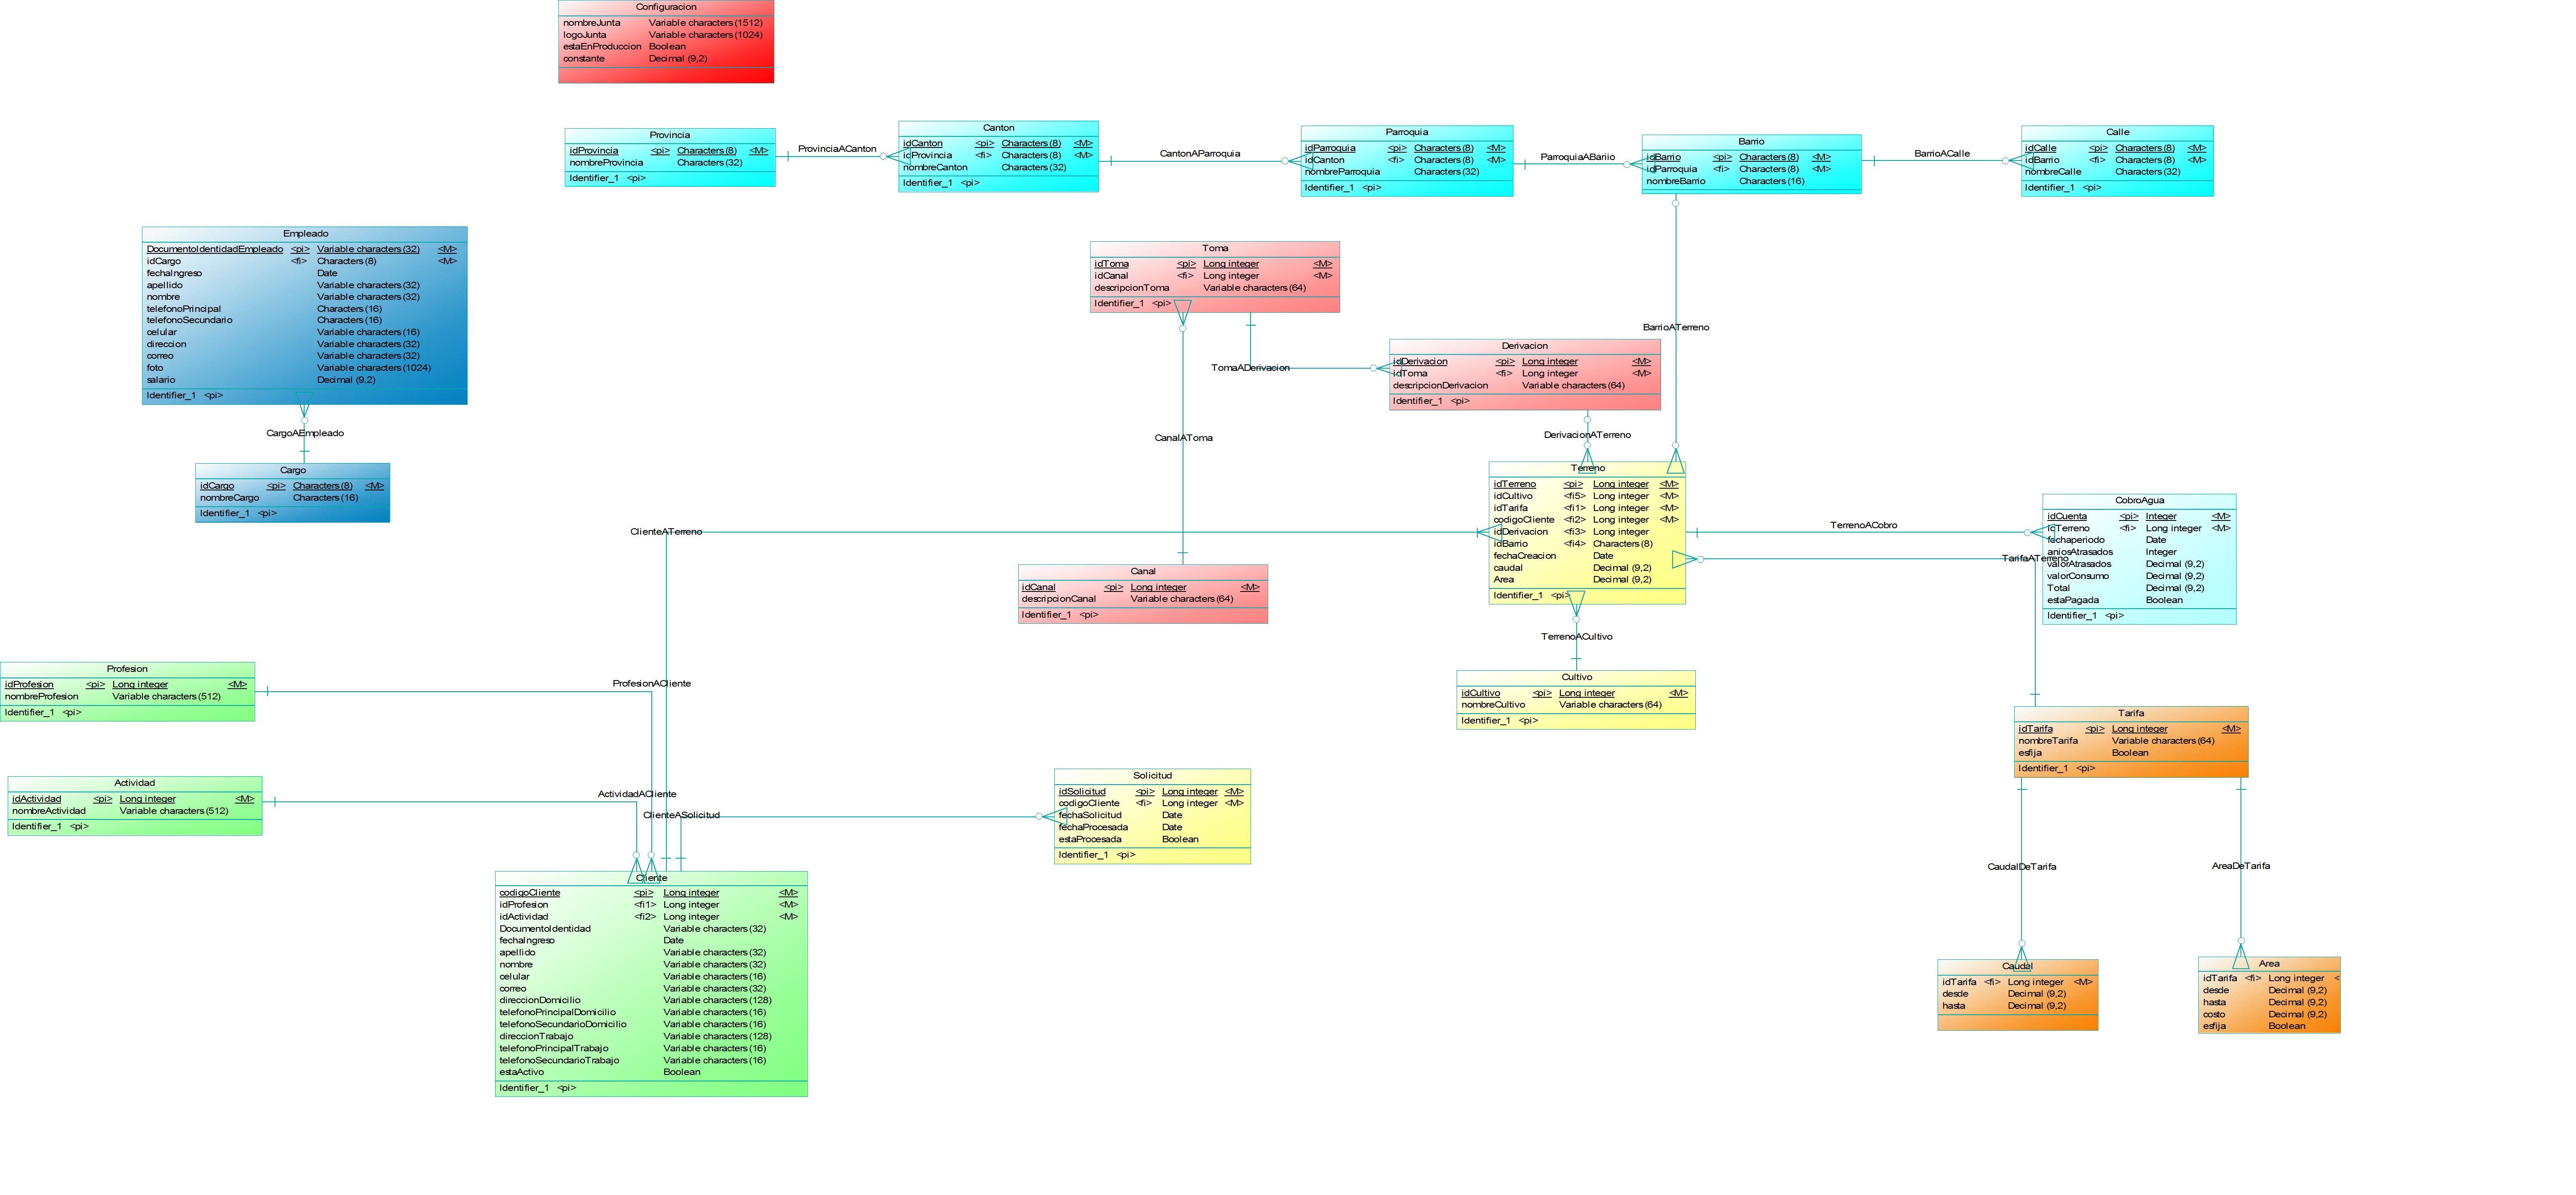 Configuracion
nombreJunta Variable characters (1512)
logoJunta Variable characters (1024)
estaEnProduccion Boolean
constante Decimal (9,2)
Provincia
idProvincia <pi> Characters (8) <M>
nombreProvincia Characters (32)
Identifier_1 <pi>
ProvinciaACanton
Canton
idCanton <pi> Characters (8) <M>
idProvincia <fi> Characters (8) <M>
nombreCanton Characters (32)
Identifier_1 <pi>
CantonAParroquia
Parroquia
idParroquia <pi> Characters (8) <M>
idCanton <fi> Characters (8) <M>
nombreParroquia Characters (32)
Identifier_1 <pi>
ParroquiaABariio
Barrio
idBarrio <pi> Characters (8) <M>
idParroquia <fi> Characters (8) <M>
nombreBarrio Characters (16)
BarrioACalle
Calle
idCalle <pi> Characters (8) <M>
idBarrio <fi> Characters (8) <M>
nombreCalle Characters (32)
Identifier_1 <pi>
Empleado
DocumentoIdentidadEmpleado <pi> Variable characters (32) <M>
idCargo <fi> Characters (8) <M>
fechaIngreso Date
apellido Variable characters (32)
nombre Variable characters (32)
telefonoPrincipal Characters (16)
telefonoSecundario Characters (16)
celular Variable characters (16)
direccion Variable characters (32)
correo Variable characters (32)
foto Variable characters (1024)
salario Decimal (9,2)
Identifier_1 <pi>
CargoAEmpleado
Cargo
idCargo <pi> Characters (8) <M>
nombreCargo Characters (16)
Identifier_1 <pi>
Toma
idToma <pi> Long integer <M>
idCanal <fi> Long integer <M>
descripcionToma Variable characters (64)
Identifier_1 <pi>
TomaADerivacion
Derivacion
idDerivacion <pi> Long integer <M>
idToma <fi> Long integer <M>
descripcionDerivacion Variable characters (64)
Identifier_1 <pi>
BarrioATerreno
DerivacionATerreno
CanalAToma
Canal
idCanal <pi> Long integer <M>
descripcionCanal Variable characters (64)
Identifier_1 <pi>
ClienteATerreno
Terreno
idTerreno <pi> Long integer <M>
idCultivo <fi5> Long integer <M>
idTarifa <fi1> Long integer <M>
codigoCliente <fi2> Long integer <M>
idDerivacion <fi3> Long integer
idBarrio <fi4> Characters (8)
fechaCreacion Date
caudal Decimal (9,2)
Area Decimal (9,2)
Identifier_1 <pi>
TerrenoACobro
TarifaATerreno
CobroAgua
idCuenta <pi> Integer <M>
idTerreno <fi> Long integer <M>
fechaperiodo Date
aniosAtrasados Integer
valorAtrasados Decimal (9,2)
valorConsumo Decimal (9,2)
Total Decimal (9,2)
estaPagada Boolean
Identifier_1 <pi>
TerrenoACultivo
Cultivo
idCultivo <pi> Long integer <M>
nombreCultivo Variable characters (64)
Identifier_1 <pi>
Profesion
idProfesion <pi> Long integer <M>
nombreProfesion Variable characters (512)
Identifier_1 <pi>
ProfesionACliente
Actividad
idActividad <pi> Long integer <M>
nombreActividad Variable characters (512)
Identifier_1 <pi>
ActividadACliente
ClienteASolicitud
Solicitud
idSolicitud <pi> Long integer <M>
codigoCliente <fi> Long integer <M>
fechaSolicitud Date
fechaProcesada Date
estaProcesada Boolean
Identifier_1 <pi>
Tarifa
idTarifa <pi> Long integer <M>
nombreTarifa Variable characters (64)
esfija Boolean
Identifier_1 <pi>
CaudalDeTarifa
AreaDeTarifa
Cliente
codigoCliente <pi> Long integer <M>
idProfesion <fi1> Long integer <M>
idActividad <fi2> Long integer <M>
DocumentoIdentidad Variable characters (32)
fechaIngreso Date
apellido Variable characters (32)
nombre Variable characters (32)
celular Variable characters (16)
correo Variable characters (32)
direccionDomicilio Variable characters (128)
telefonoPrincipalDomicilio Variable characters (16)
telefonoSecundarioDomicilio Variable characters (16)
direccionTrabajo Variable characters (128)
telefonoPrincipalTrabajo Variable characters (16)
telefonoSecundarioTrabajo Variable characters (16)
estaActivo Boolean
Identifier_1 <pi>
Caudal
idTarifa <fi> Long integer <M>
desde Decimal (9,2)
hasta Decimal (9,2)
Area
idTarifa <fi> Long integer <
desde Decimal (9,2)
hasta Decimal (9,2)
costo Decimal (9,2)
esfija Boolean